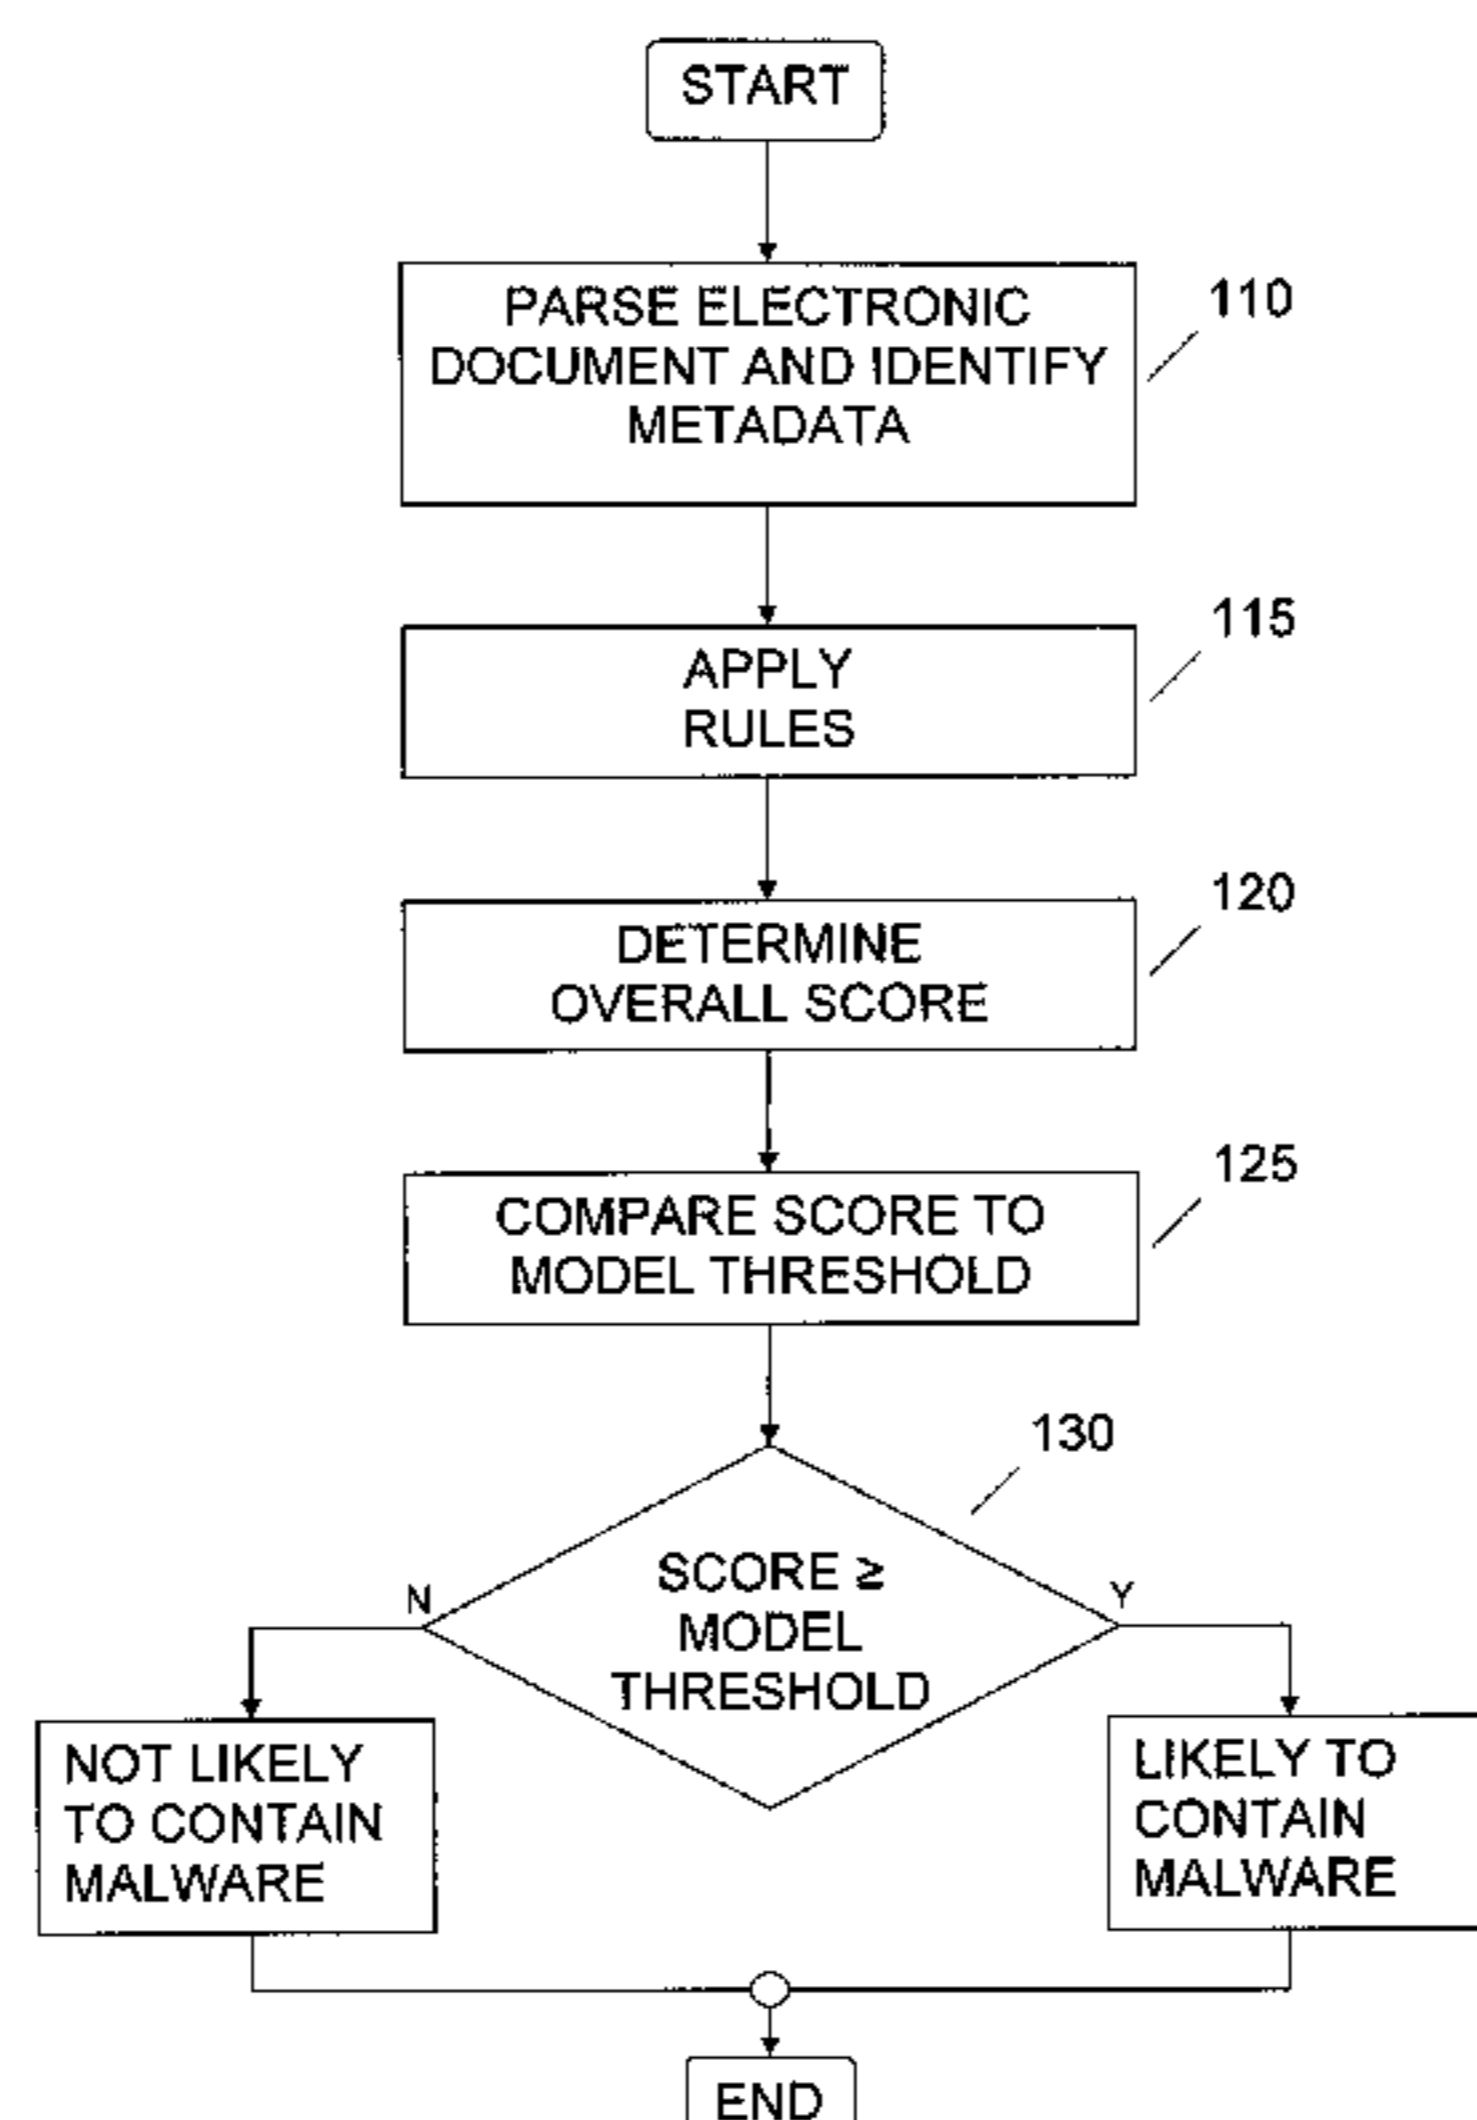 START
PARSE ELECTRONIC
DOCUMENT AND IDENTIFY
METADATA
110
APPLY
RULES
115
DETERMINE
OVERALL SCORE
120
COMPARE SCORE TO
MODEL THRESHOLD
125
130
SCORE ≥
MODEL
THRESHOLD
N
Y
NOT LIKELY
TO CONTAIN
MALWARE
LIKELY TO
CONTAIN
MALWARE
END